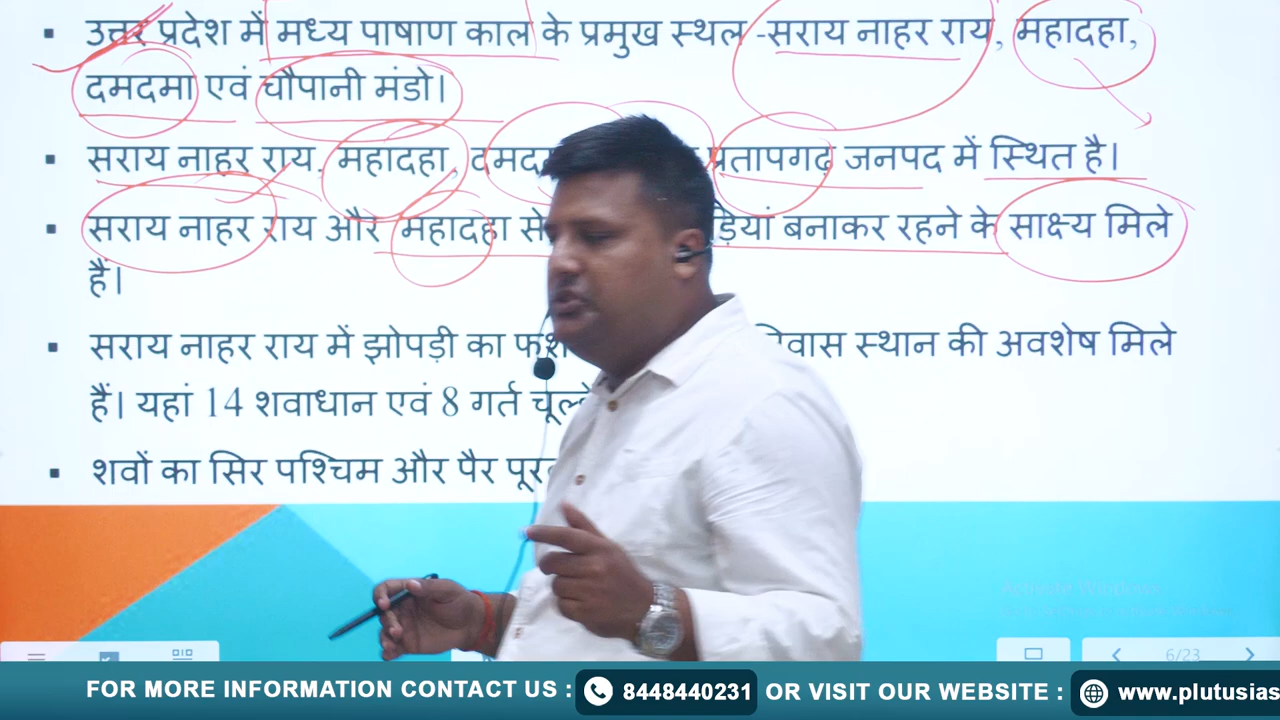 उत्तर प्रदेश में मध्य पाषाण काल के प्रमुख स्थल -सराय नाहर राय, महादहा,
दमदमा एवं चौपानी मंडो।
सराय नाहर राय, महादहा, प्रतापगढ़ जनपद में स्थित है।
सराय नाहर राय और महादहा से बनाकर रहने के साक्ष्य मिले
हैं।
सराय नाहर राय में झोपड़ी का स्थान की अवशेष मिले
हैं। यहां 14 शवाधान एवं 8 गर्त
शवों का सिर पश्चिम और पैर
Activate Windows
6/23
FOR MORE INFORMATION CONTACT US : 8448440231 OR VISIT OUR WEBSITE : www.plutusias